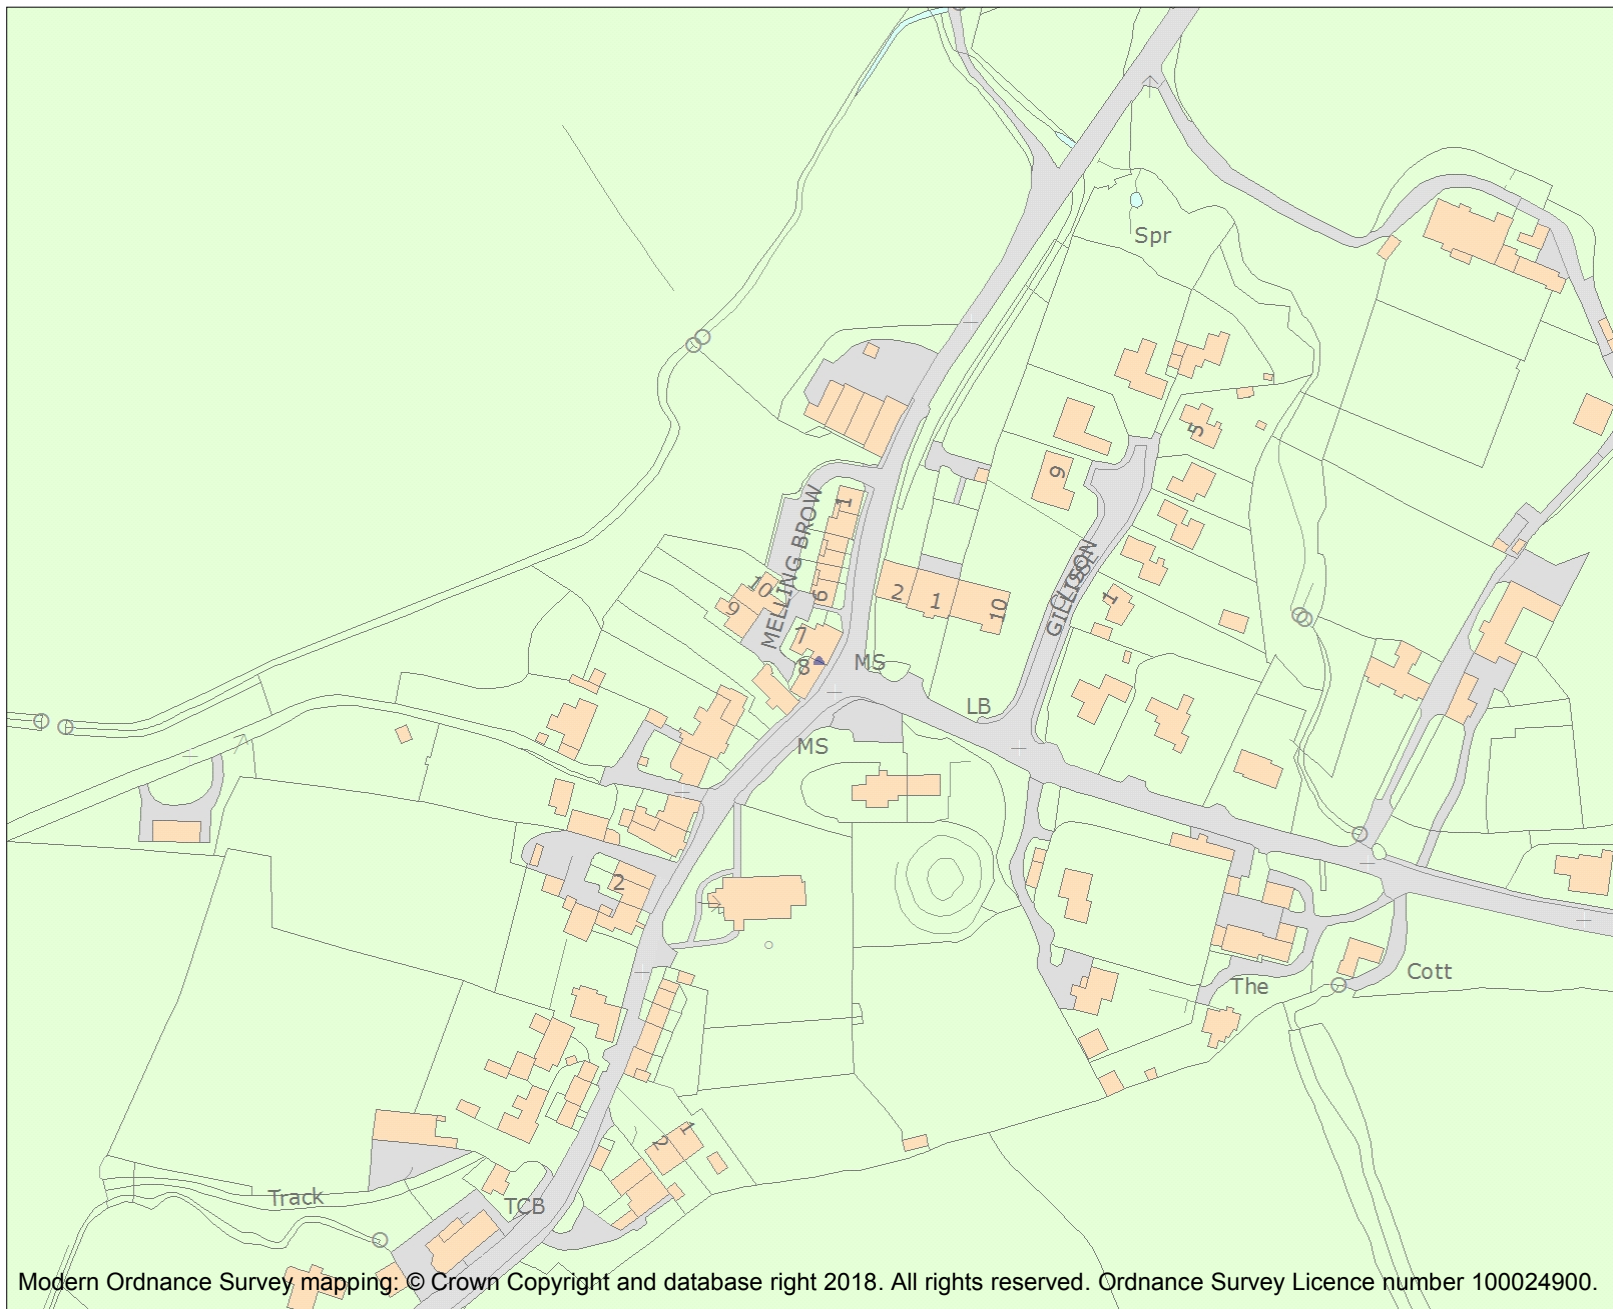 Spr
5
9
1
MELLING BROW
10
9
6
2
1
10
GILLISON
CLOSE
1
7
8
MS
LB
MS
2
The
Cott
1
2
Track
TCB
Modern Ordnance Survey mapping: © Crown Copyright and database right 2018. All rights reserved. Ordnance Survey Licence number 100024900.